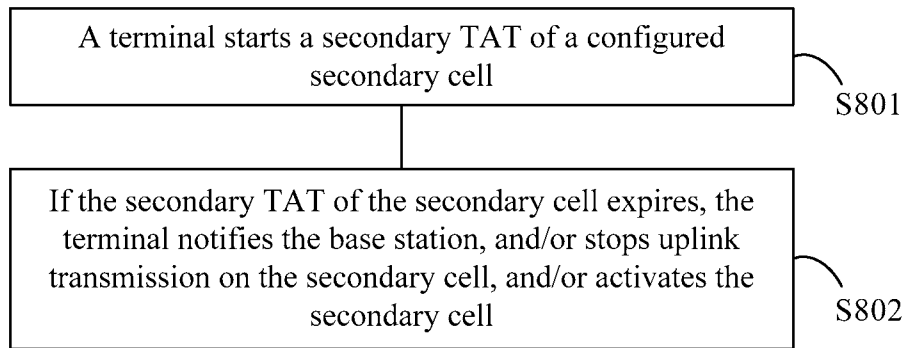 A terminal starts a secondary TAT of a configured
secondary cell
S801
If the secondary TAT of the secondary cell expires, the
terminal notifies the base station, and/or stops uplink
transmission on the secondary cell, and/or activates the
secondary cell
S802